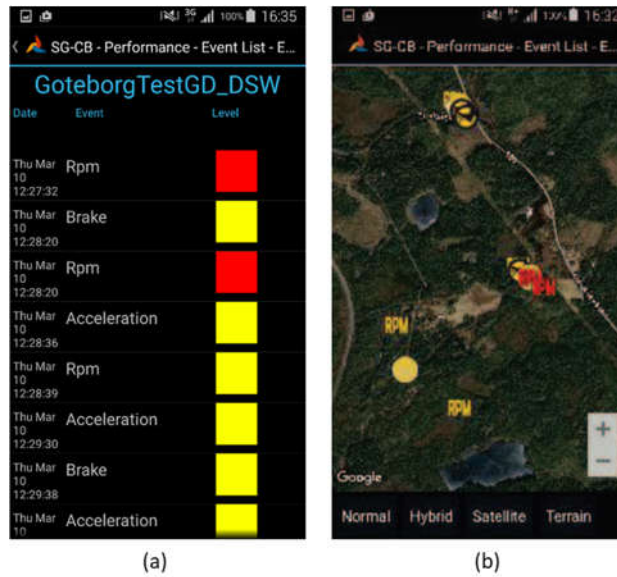 3G 100% 16:35
SG-CB - Performance - Event List - E...
GoteborgTestGD_DSW
Date Event Level
Thu Mar
10
12:27:32
Rpm
Thu Mar
10
12:28:20
Brake
Thu Mar
10
12:28:20
Rpm
Thu Mar
10
12:28:36
Acceleration
Thu Mar
10
12:28:39
Rpm
Thu Mar
10
12:29:30
Acceleration
Thu Mar
10
12:29:38
Brake
Thu Mar
10
Acceleration
(a)
16:32
SG-CB - Performance - Event List - E...
RPM
RPM
RPM
+
−
Google
Normal Hybrid Satellite Terrain
(b)